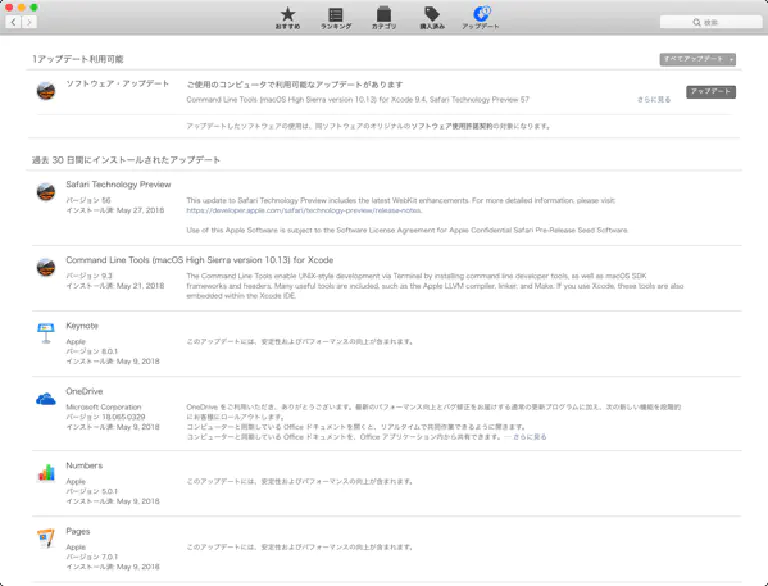 おすすめ ランキング カテゴリ 購入済み アップデート 検索
1アップデート利用可能 すべてアップデート
ソフトウェア・アップデート ご使用のコンピュータで利用可能なアップデートがあります アップデート
Command Line Tools (macOS High Sierra version 10.13) for Xcode 9.4, Safari Technology Preview 57 さらに見る
アップデートしたソフトウェアの使用は、同ソフトウェアのオリジナルのソフトウェア使用許諾契約の対象になります。
過去 30 日間にインストールされたアップデート
Safari Technology Preview
バージョン 56 This update to Safari Technology Preview includes the latest WebKit enhancements. For more detailed information, please visit:
インストール済: May 27, 2018 https://developer.apple.com/safari/technology-preview/release-notes.
Use of this Apple Software is subject to the Software License Agreement for Apple Confidential Safari Pre-Release Seed Software.
Command Line Tools (macOS High Sierra version 10.13) for Xcode
バージョン 9.3 The Command Line Tools enable UNIX-style development via Terminal by installing command line developer tools, as well as macOS SDK
インストール済: May 21, 2018 frameworks and headers. Many useful tools are included, such as the Apple LLVM compiler, linker, and Make. If you use Xcode, these tools are also
embedded within the Xcode IDE.
Keynote
Apple このアップデートには、安定性およびパフォーマンスの向上が含まれます。
バージョン 8.0.1
インストール済: May 9, 2018
OneDrive
Microsoft Corporation OneDrive をご利用いただき、ありがとうございます。最新のパフォーマンス向上とバグ修正をお届けする通常の更新プログラムに加え、次の新しい機能を段階的
バージョン 18.065.0329 にお客様にロールアウトします。
インストール済: May 9, 2018 コンピューターと同期している Office ドキュメントを開くと、リアルタイムで共同作業できるように開きます。
コンピューターと同期している Office ドキュメントを、Office アプリケーション内から共有できます。 … さらに見る
Numbers
Apple このアップデートには、安定性およびパフォーマンスの向上が含まれます。
バージョン 5.0.1
インストール済: May 9, 2018
Pages
Apple このアップデートには、安定性およびパフォーマンスの向上が含まれます。
バージョン 7.0.1
インストール済: May 9, 2018